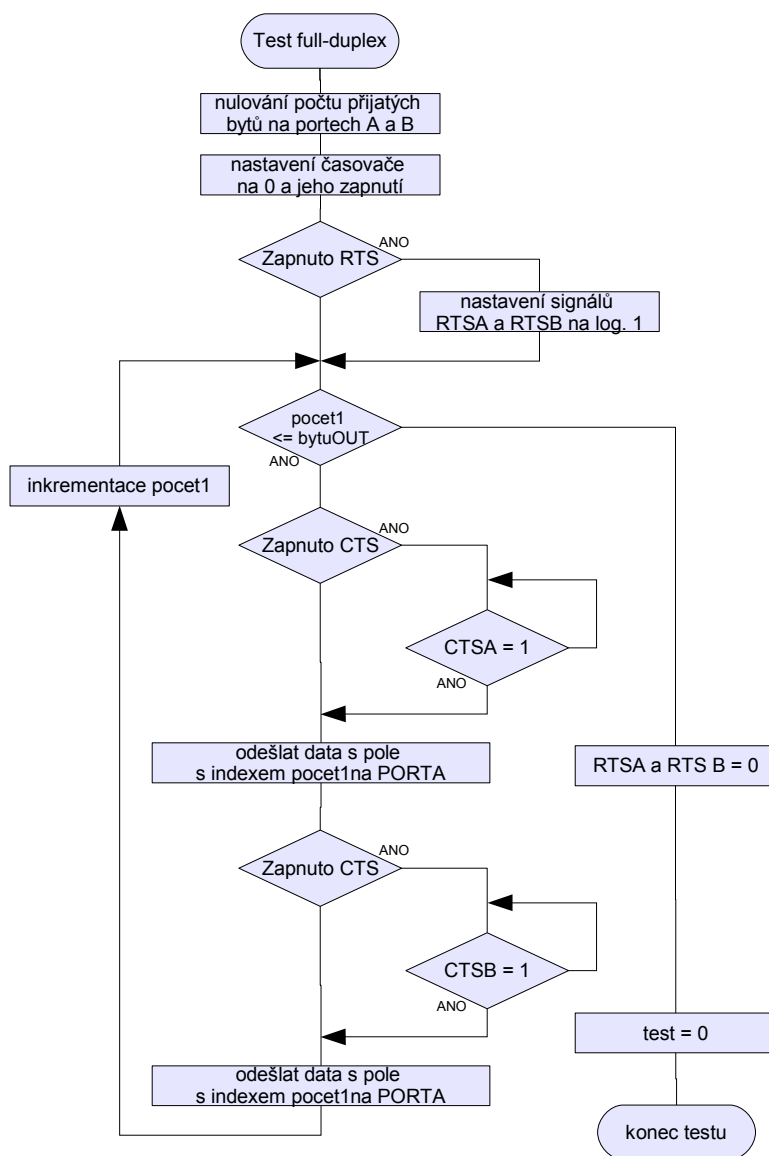 Test full-duplex
nulování počtu přijatých
bytů na portech A a B
nastavení časovače
na 0 a jeho zapnutí
ANO
Zapnuto RTS
nastavení signálů
RTSA a RTSB na log. 1
pocet1
<= bytuOUT
ANO
inkrementace pocet1
ANO
Zapnuto CTS
CTSA = 1
ANO
odešlat data s pole
s indexem pocet1na PORTA
RTSA a RTS B = 0
ANO
Zapnuto CTS
CTSB = 1
ANO
test = 0
odešlat data s pole
s indexem pocet1na PORTA
konec testu